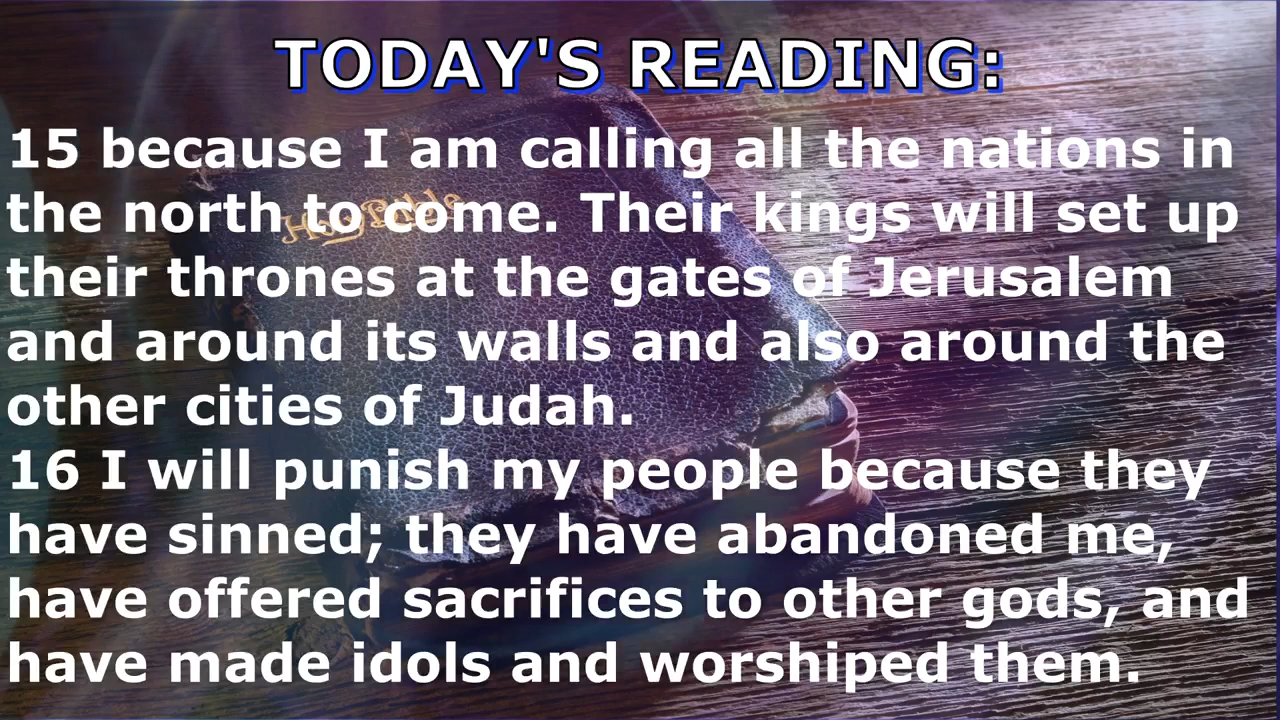 TODAY'S READING:
15 because I am calling all the nations in
the north to come. Their kings will set up
their thrones at the gates of Jerusalem
and around its walls and also around the
other cities of Judah.
16 I will punish my people because they
have sinned; they have abandoned me,
have offered sacrifices to other gods, and
have made idols and worshiped them.
Holy Bible